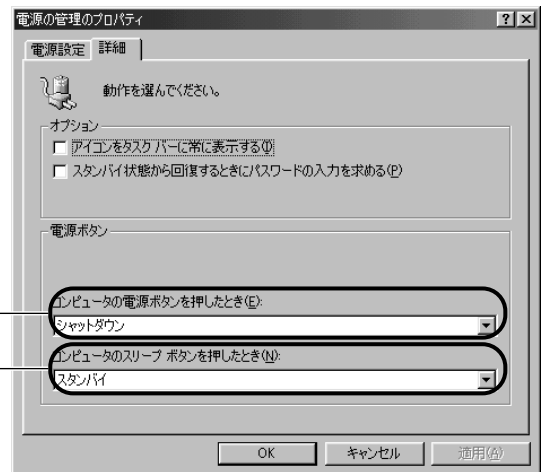 電源の管理のプロパティ
電源設定 詳細
動作を選んでください。
オプション
アイコンをタスク バーに常に表示する(I)
スタンバイ状態から回復するときにパスワードの入力を求める(P)
電源ボタン
コンピュータの電源ボタンを押したとき(E):
シャットダウン
コンピュータのスリープ ボタンを押したとき(N):
スタンバイ
OK キャンセル 適用(A)